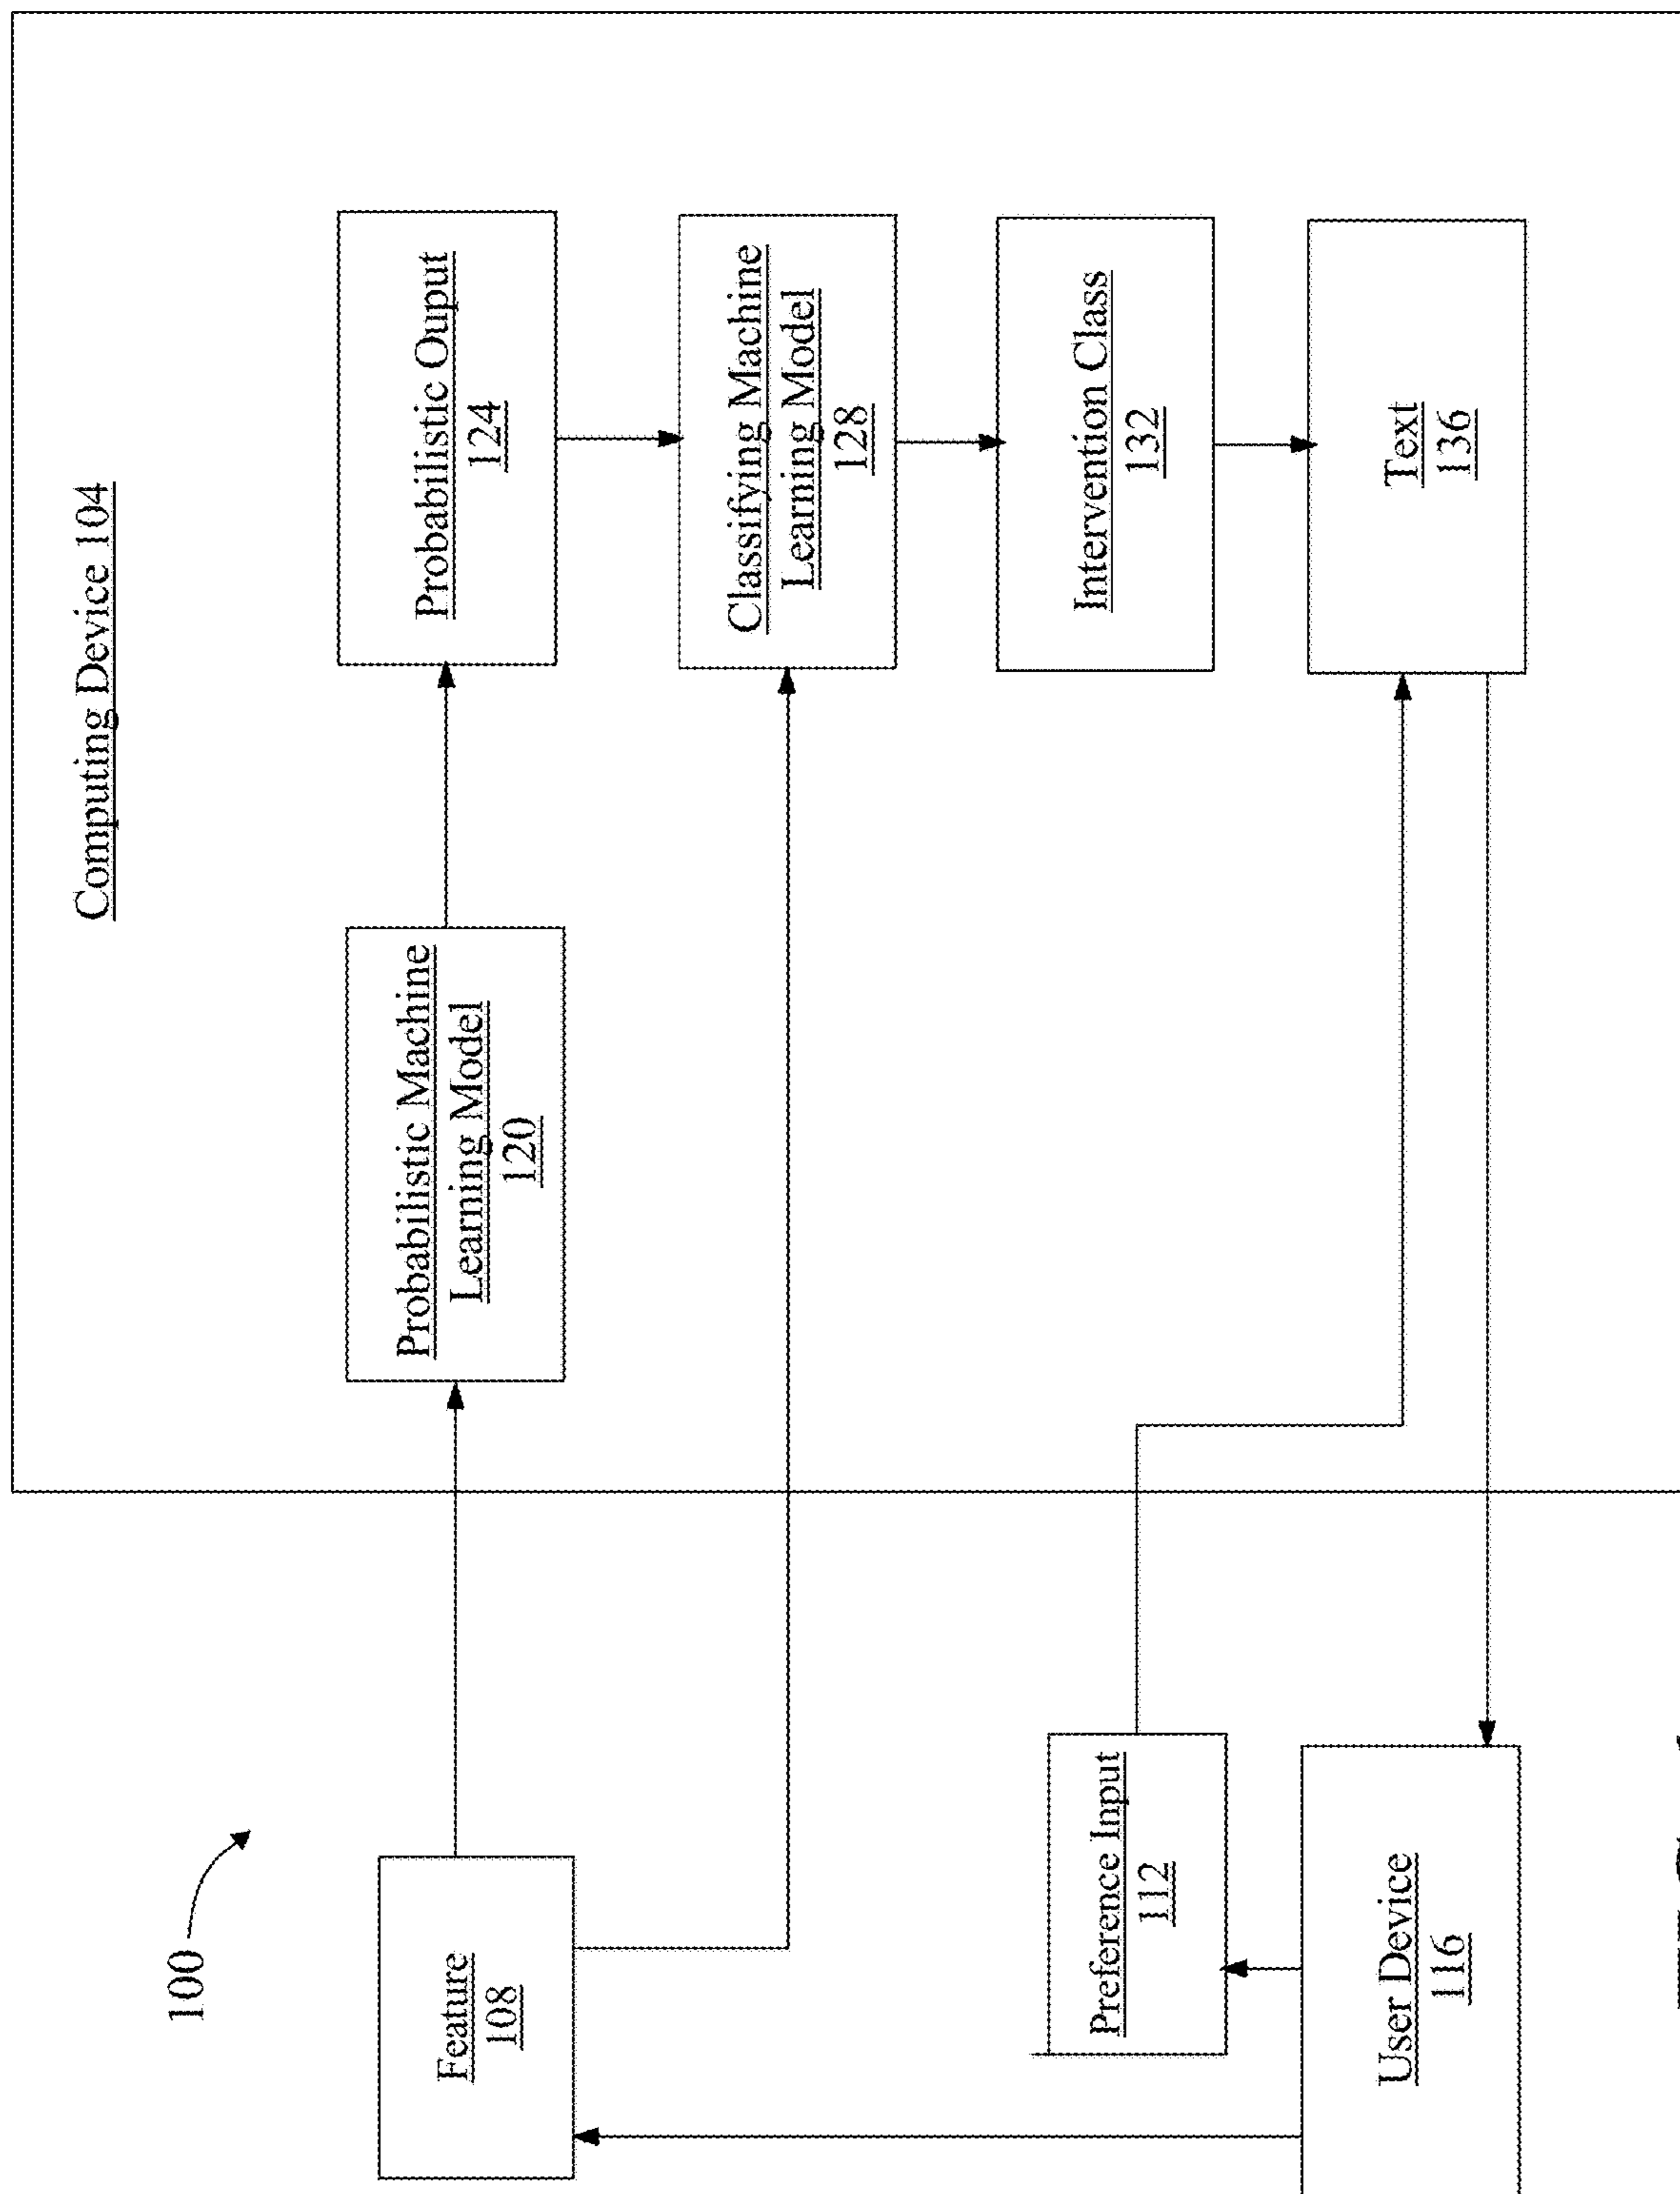 100
Computing Device 104
Feature
108
Probabilistic Machine
Learning Model
120
Probabilistic Ouput
124
Classifying Machine
Learning Model
128
Preference Input
112
Intervention Class
132
User Device
116
Text
136